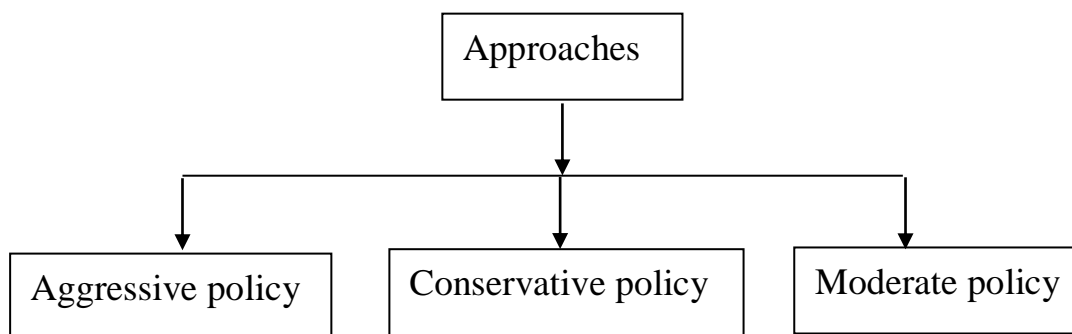 Approaches
Aggressive policy
Conservative policy
Moderate policy